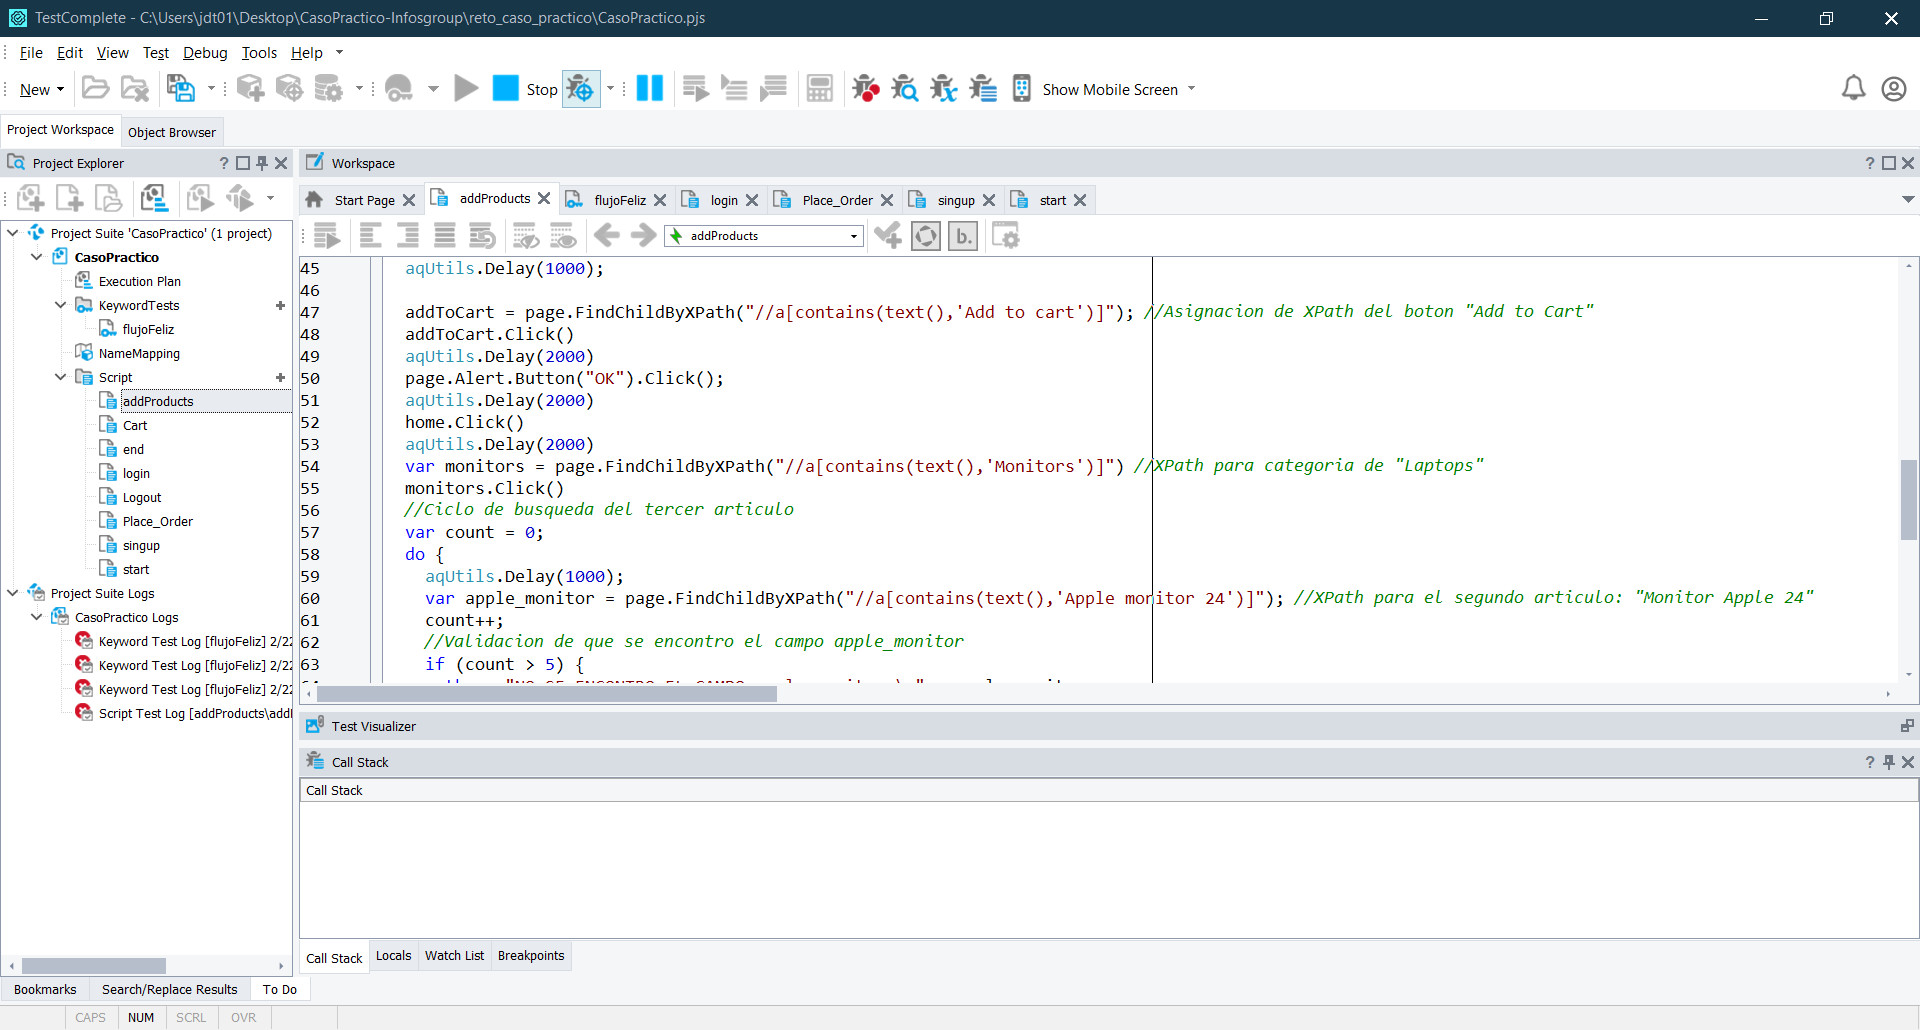 TestComplete - C:\Users\jdt01\Desktop\CasoPractico-Infosgroup\reto_caso_practico\CasoPractico.pjs
File Edit View Test Debug Tools Help
New Stop Show Mobile Screen
Project Workspace Object Browser
Project Explorer
Workspace
Start Page addProducts flujoFeliz login Place_Order singup start
addProducts
b.
Project Suite 'CasoPractico' (1 project)
CasoPractico
Execution Plan
KeywordTests
flujoFeliz
NameMapping
Script
addProducts
Cart
end
login
Logout
Place_Order
singup
start
Project Suite Logs
CasoPractico Logs
Keyword Test Log [flujoFeliz] 2/22
Keyword Test Log [flujoFeliz] 2/22
Keyword Test Log [flujoFeliz] 2/22
Script Test Log [addProducts\addI
45 aqUtils.Delay(1000);
46
47 addToCart = page.FindChildByXPath("//a[contains(text(),'Add to cart')]"); //Asignacion de XPath del boton "Add to Cart"
48 addToCart.Click()
49 aqUtils.Delay(2000)
50 page.Alert.Button("OK").Click();
51 aqUtils.Delay(2000)
52 home.Click()
53 aqUtils.Delay(2000)
54 var monitors = page.FindChildByXPath("//a[contains(text(),'Monitors')]") //XPath para categoria de "Laptops"
55 monitors.Click()
56 //Ciclo de busqueda del tercer articulo
57 var count = 0;
58 do {
59 aqUtils.Delay(1000);
60 var apple_monitor = page.FindChildByXPath("//a[contains(text(),'Apple monitor 24')]"); //XPath para el segundo articulo: "Monitor Apple 24"
61 count++;
62 //Validacion de que se encontro el campo apple_monitor
63 if (count > 5) {
Test Visualizer
Call Stack
Call Stack
Call Stack Locals Watch List Breakpoints
Bookmarks Search/Replace Results To Do
CAPS NUM SCRL OVR